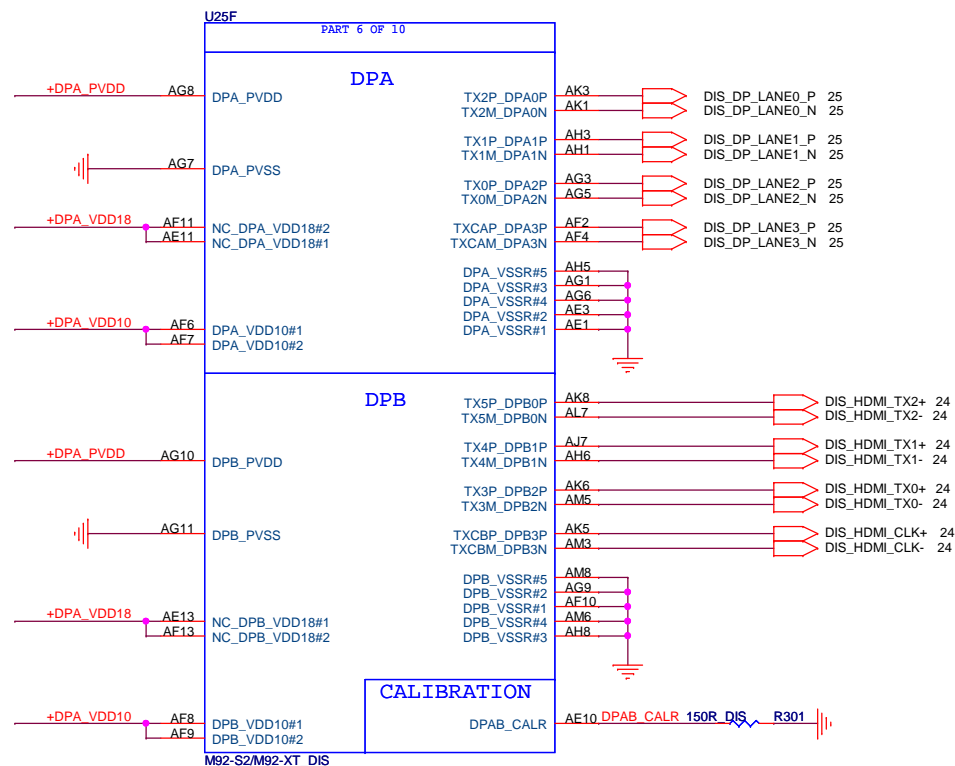 U25F
PART 6 OF 10
DPA
+DPA_PVDD AG8 DPA_PVDD
TX2P_DPA0P AK3 DIS_DP_LANE0_P 25
TX2M_DPA0N AK1 DIS_DP_LANE0_N 25
TX1P_DPA1P AH3 DIS_DP_LANE1_P 25
TX1M_DPA1N AH1 DIS_DP_LANE1_N 25
AG7 DPA_PVSS
TX0P_DPA2P AG3 DIS_DP_LANE2_P 25
TX0M_DPA2N AG5 DIS_DP_LANE2_N 25
+DPA_VDD18 AF11 NC_DPA_VDD18#2
AE11 NC_DPA_VDD18#1
TXCAP_DPA3P AF2 DIS_DP_LANE3_P 25
TXCAM_DPA3N AF4 DIS_DP_LANE3_N 25
DPA_VSSR#5 AH5
DPA_VSSR#3 AG1
DPA_VSSR#4 AG6
DPA_VSSR#2 AE3
DPA_VSSR#1 AE1
+DPA_VDD10 AF6 DPA_VDD10#1
AF7 DPA_VDD10#2
DPB
TX5P_DPB0P AK8 DIS_HDMI_TX2+ 24
TX5M_DPB0N AL7 DIS_HDMI_TX2- 24
TX4P_DPB1P AJ7 DIS_HDMI_TX1+ 24
TX4M_DPB1N AH6 DIS_HDMI_TX1- 24
+DPA_PVDD AG10 DPB_PVDD
TX3P_DPB2P AK6 DIS_HDMI_TX0+ 24
TX3M_DPB2N AM5 DIS_HDMI_TX0- 24
AG11 DPB_PVSS
TXCBP_DPB3P AK5 DIS_HDMI_CLK+ 24
TXCBM_DPB3N AM3 DIS_HDMI_CLK- 24
DPB_VSSR#5 AM8
DPB_VSSR#2 AG9
DPB_VSSR#1 AF10
DPB_VSSR#4 AM6
DPB_VSSR#3 AH8
+DPA_VDD18 AE13 NC_DPB_VDD18#1
AF13 NC_DPB_VDD18#2
CALIBRATION
+DPA_VDD10 AF8 DPB_VDD10#1
AF9 DPB_VDD10#2
DPAB_CALR AE10 DPAB_CALR 150R_DIS R301
M92-S2/M92-XT_DIS